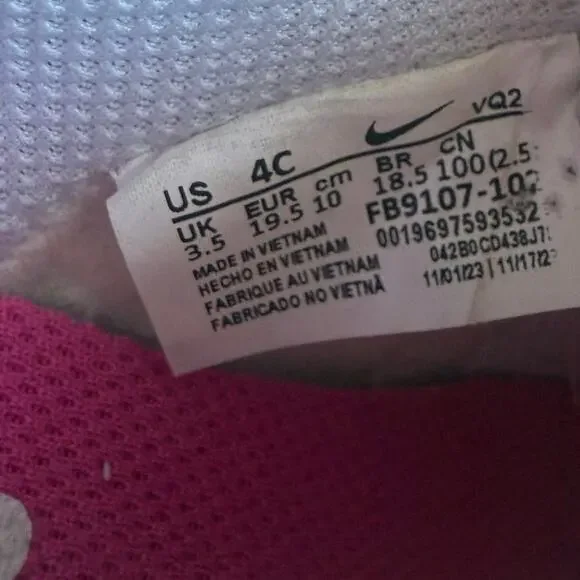 VQ2
US 4C
UK EUR cm BR CN
3.5 19.5 10 18.5 100(2.5
MADE IN VIETNAM
HECHO EN VIETNAM
FABRIQUE AU VIETNAM
FABRICADO NO VIETNÃ
FB9107-102
0019697593532
042B0CD438J7
11/01/23 | 11/17/2